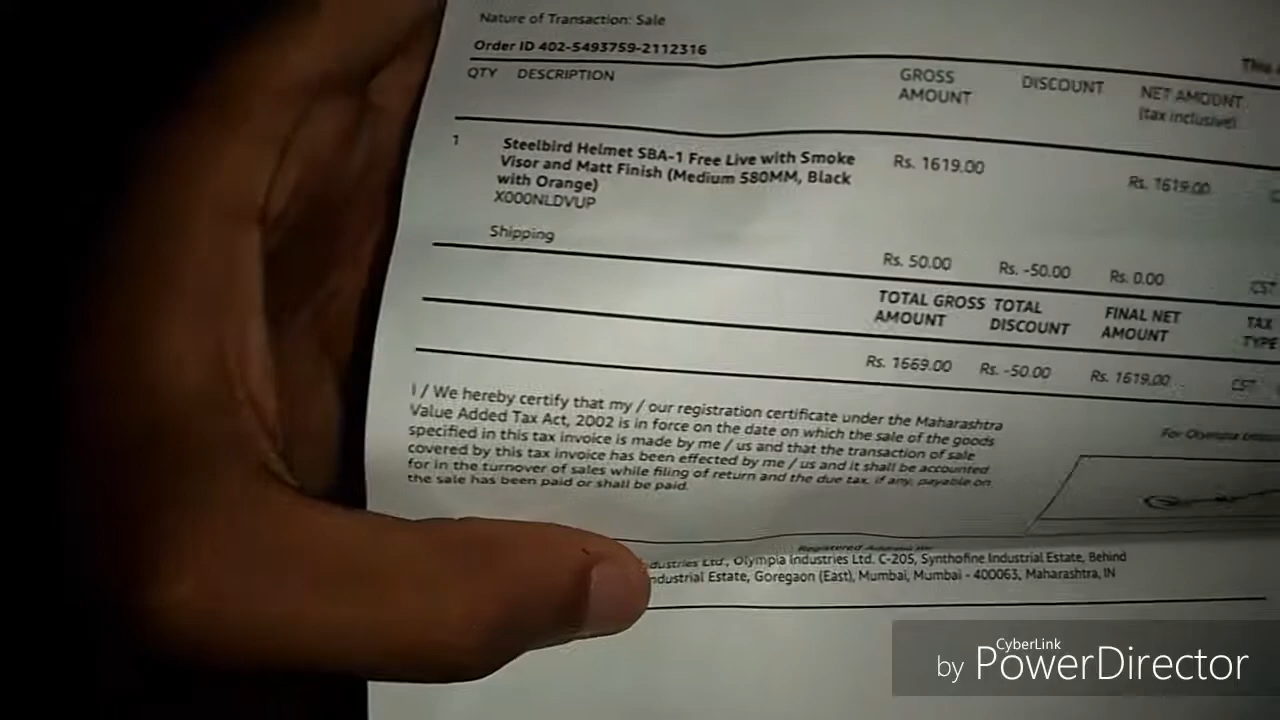 Nature of Transaction: Sale
Order ID 402-5493759-2112316
This
QTY DESCRIPTION GROSS AMOUNT DISCOUNT NET AMOUNT (tax inclusive)
1 Steelbird Helmet SBA-1 Free Live with Smoke Rs. 1619.00 Rs. 1619.00
Visor and Matt Finish (Medium 580MM, Black
with Orange)
X000NLDVUP
Shipping Rs. 50.00 Rs. -50.00 Rs. 0.00 CST
TOTAL GROSS AMOUNT TOTAL DISCOUNT FINAL NET AMOUNT TAX TYPE
Rs. 1669.00 Rs. -50.00 Rs. 1619.00 CST
I / We hereby certify that my / our registration certificate under the Maharashtra
Value Added Tax Act, 2002 is in force on the date on which the sale of the goods
specified in this tax invoice is made by me / us and that the transaction of sale
covered by this tax invoice has been effected by me / us and it shall be accounted
for in the turnover of sales while filing of return and the due tax, if any, payable on
the sale has been paid or shall be paid.
For Olympia
Registered Address
dustries Ltd., Olympia Industries Ltd. C-205, Synthofine Industrial Estate, Behind
ndustrial Estate, Goregaon (East), Mumbai, Mumbai - 400063, Maharashtra, IN
CyberLink
by PowerDirector